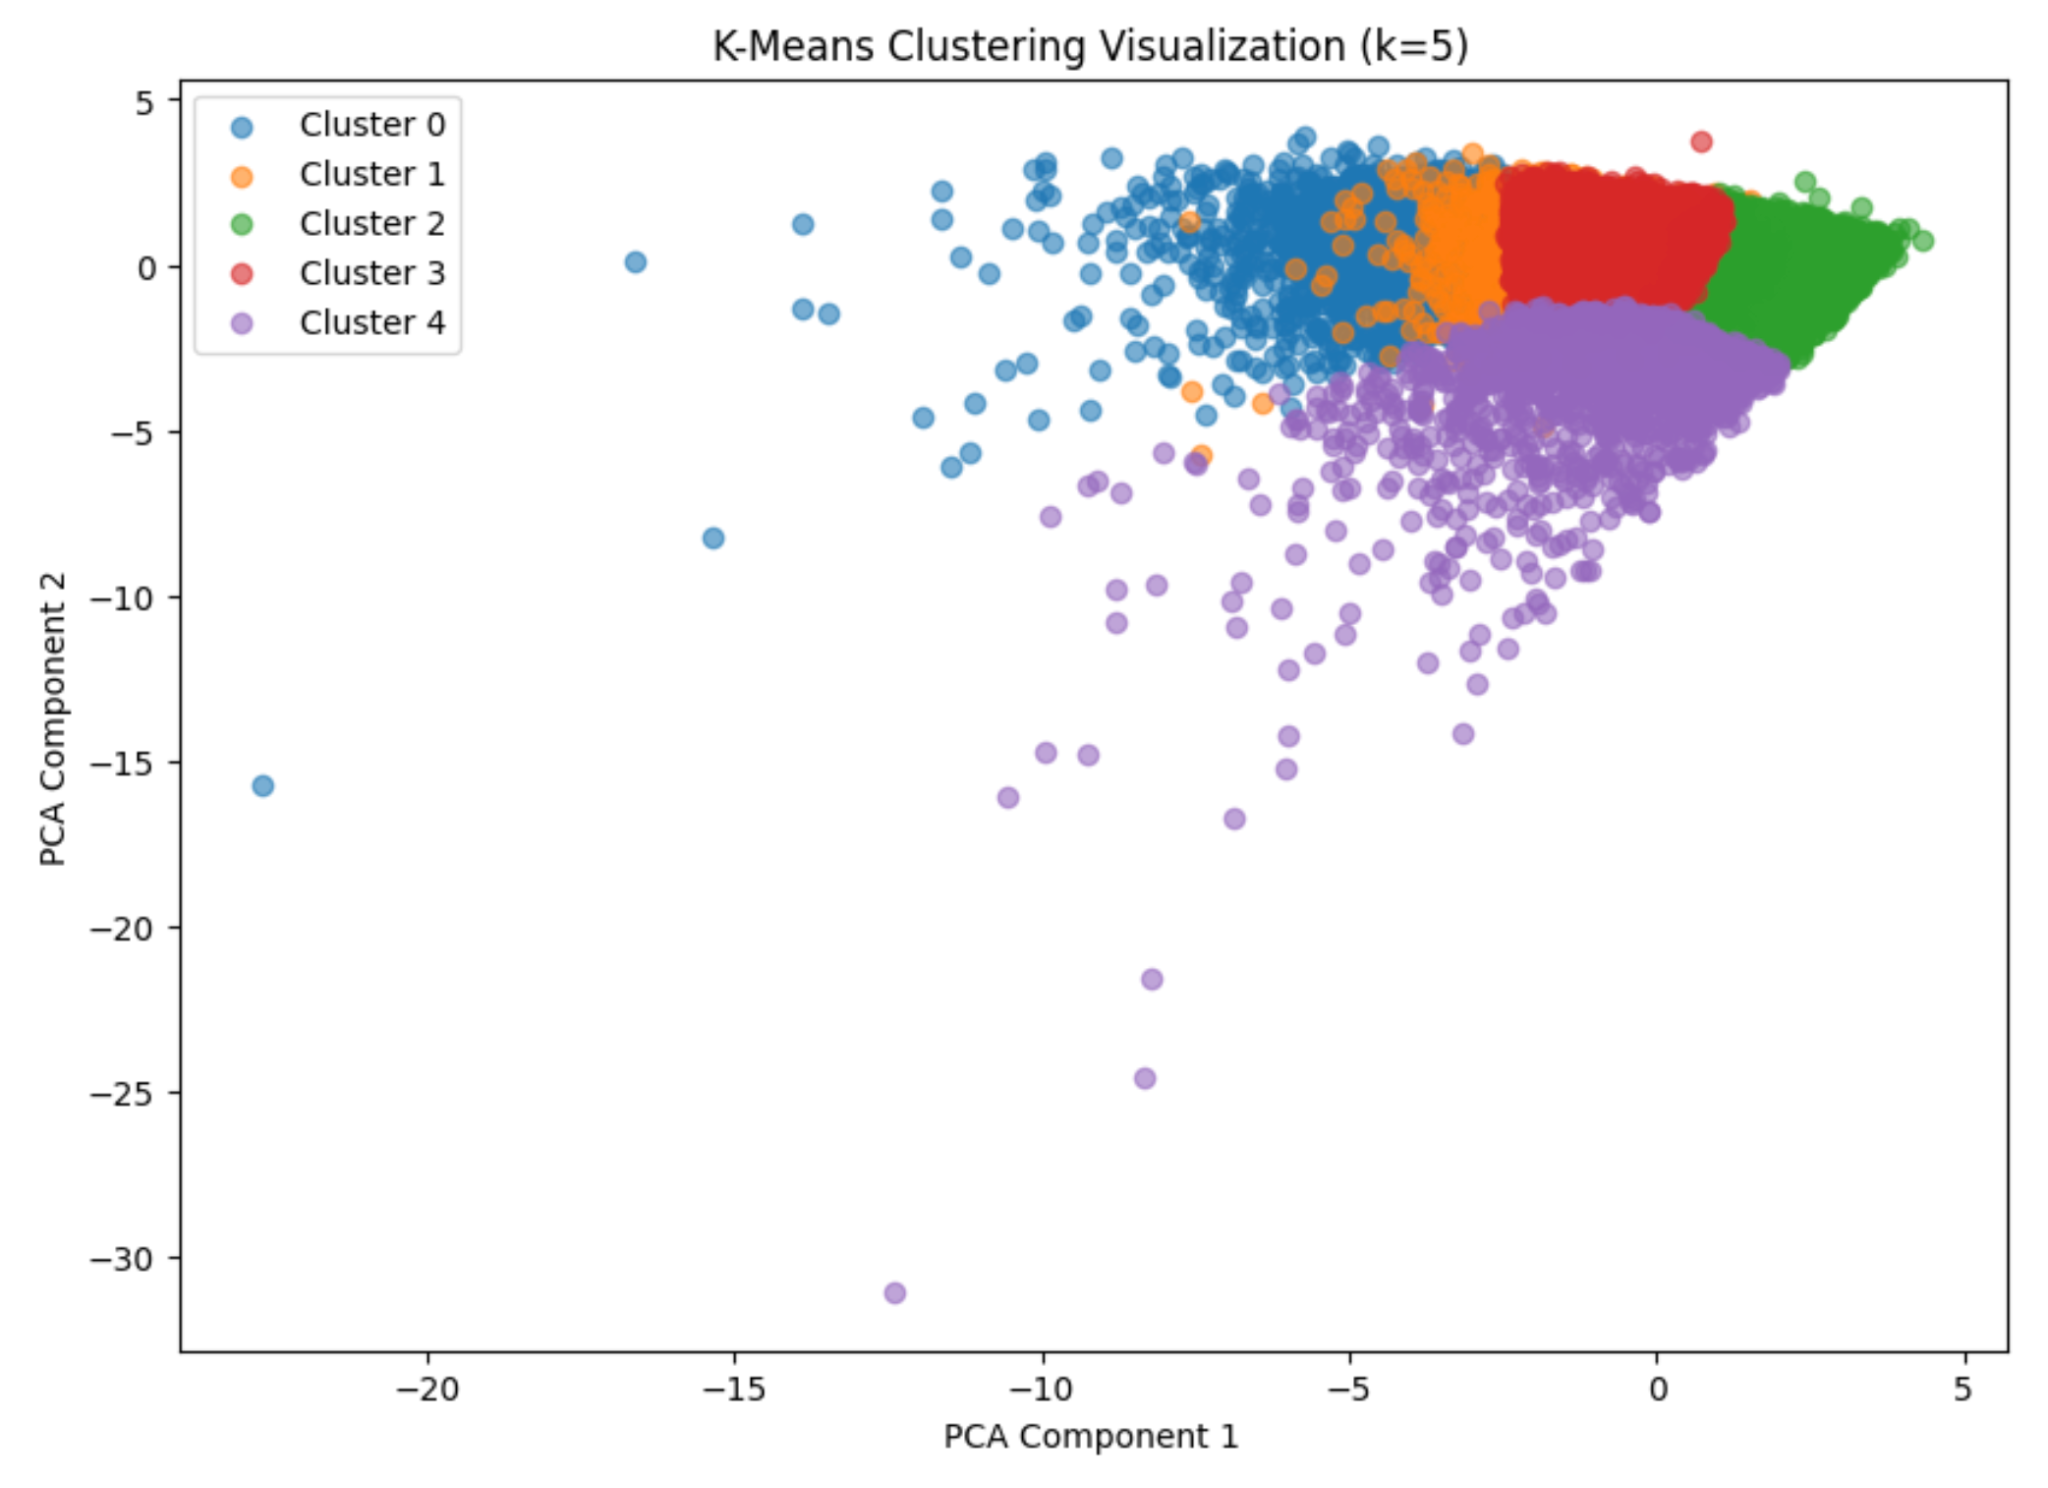 K-Means Clustering Visualization (k=5)
Cluster 0
Cluster 1
Cluster 2
Cluster 3
Cluster 4
5
0
−5
−10
−15
−20
−25
−30
PCA Component 2
−20
−15
−10
−5
0
5
PCA Component 1